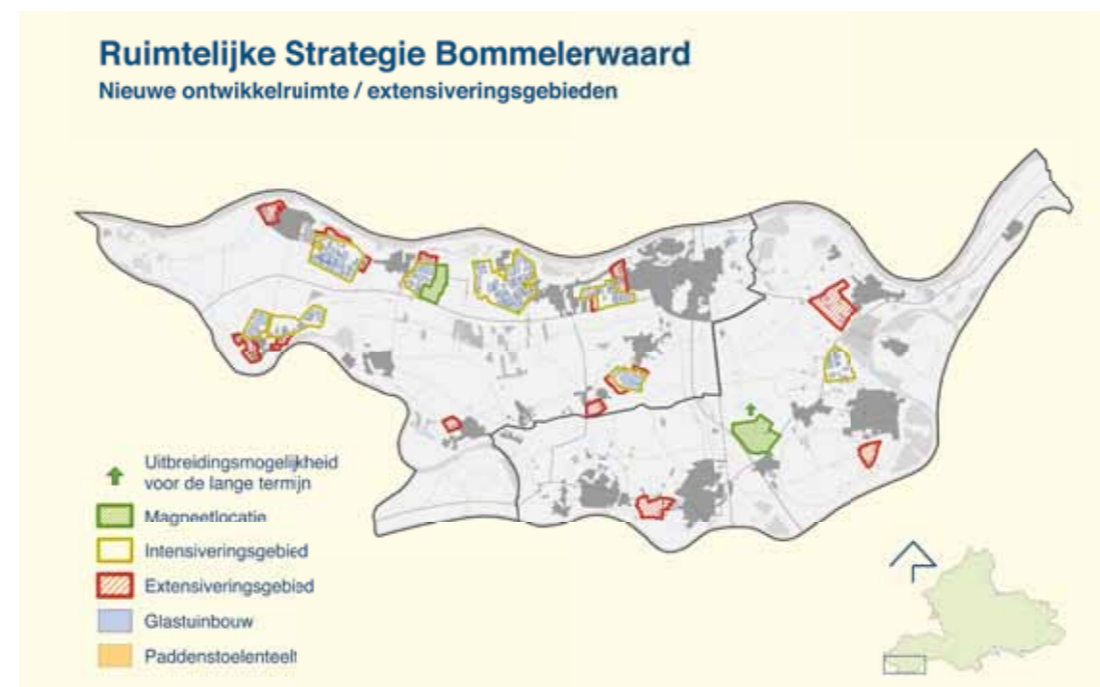 Ruimtelijke Strategie Bommelerwaard
Nieuwe ontwikkelruimte / extensiveringsgebieden
Uitbreidingsmogelijkheid
voor de lange termijn
Magneetlocatie
Intensiveringsgebied
Extensiveringsgebied
Glastuinbouw
Paddenstoelenteelt